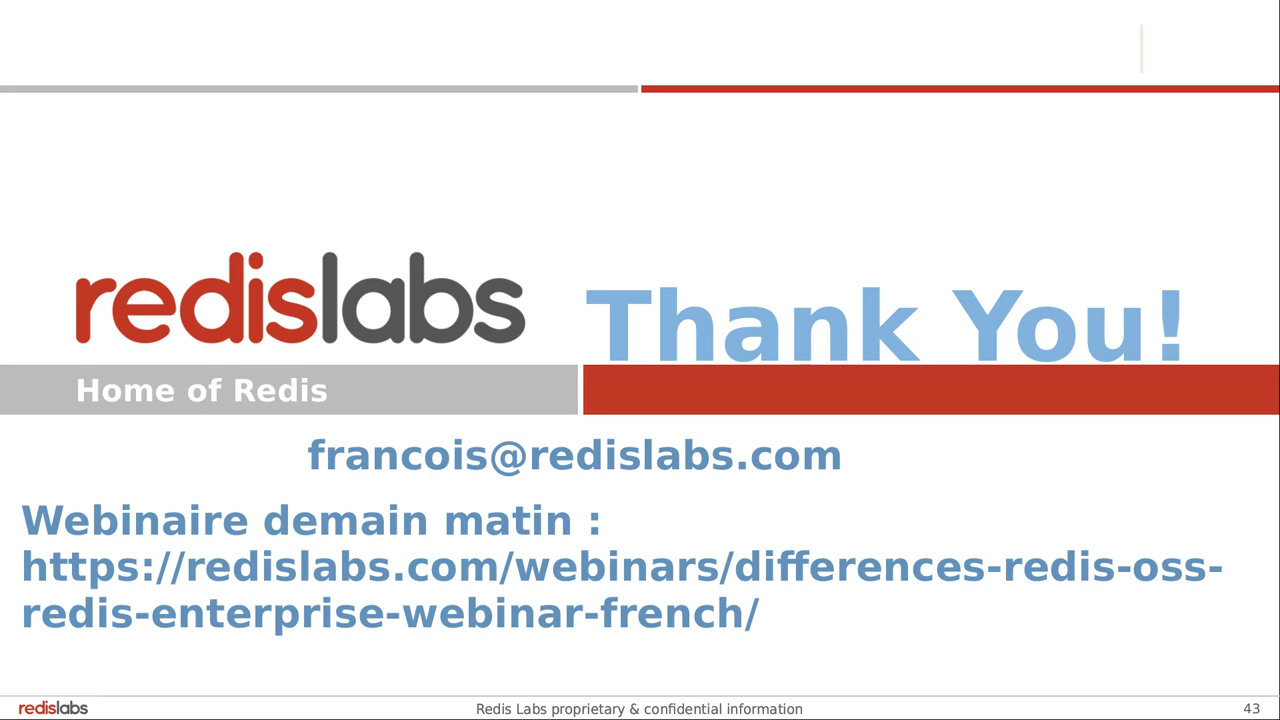 redislabs
Thank You!
Home of Redis
francois@redislabs.com
Webinaire demain matin :
https://redislabs.com/webinars/differences-redis-oss-
redis-enterprise-webinar-french/
redislabs
Redis Labs proprietary & confidential information
43